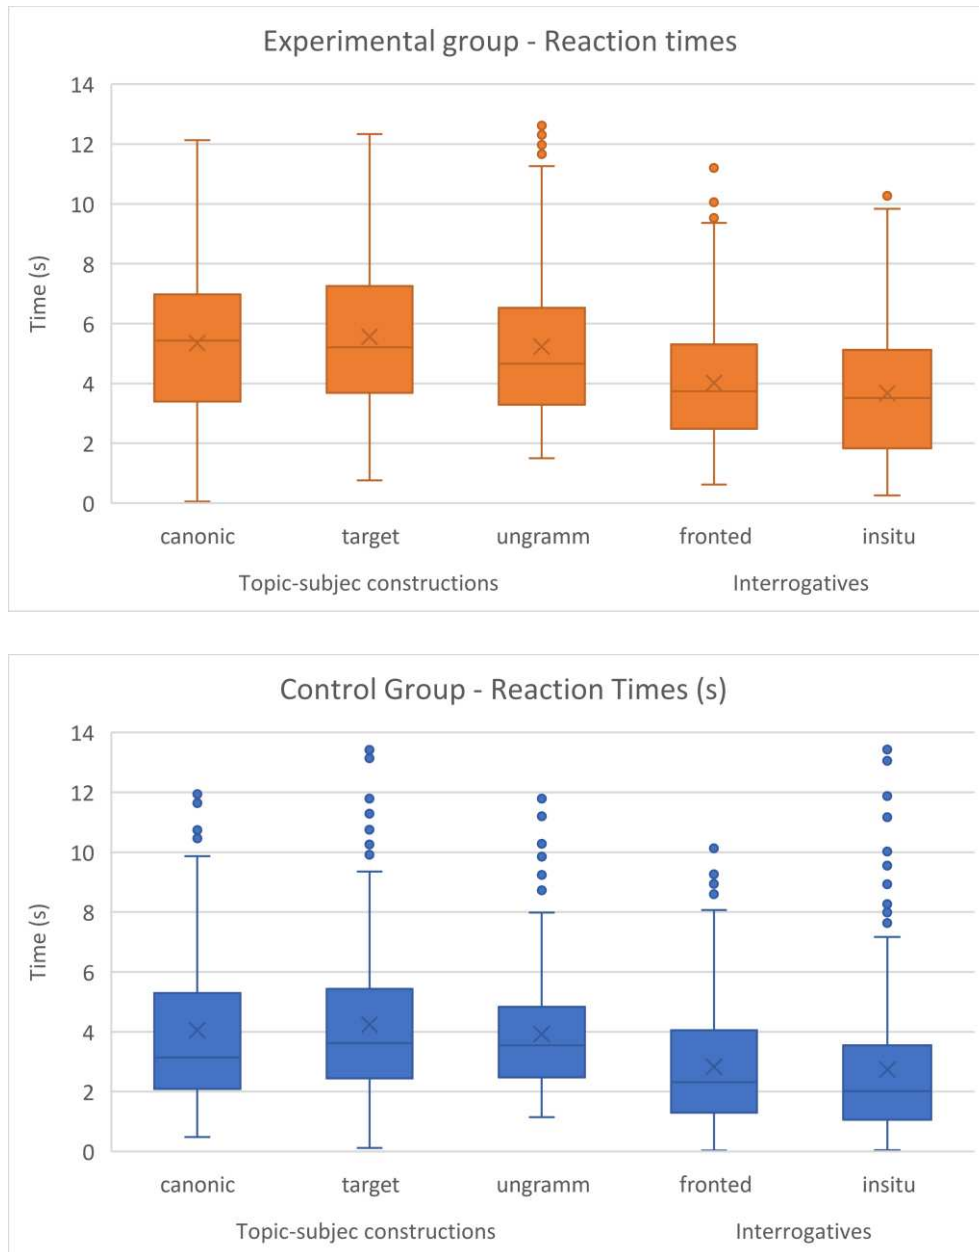 Experimental group - Reaction times
14
12
10
8
6
4
2
0
Time (s)
canonic target ungramm fronted insitu
Topic-subjec constructions Interrogatives
Control Group - Reaction Times (s)
14
12
10
8
6
4
2
0
Time (s)
canonic target ungramm fronted insitu
Topic-subjec constructions Interrogatives